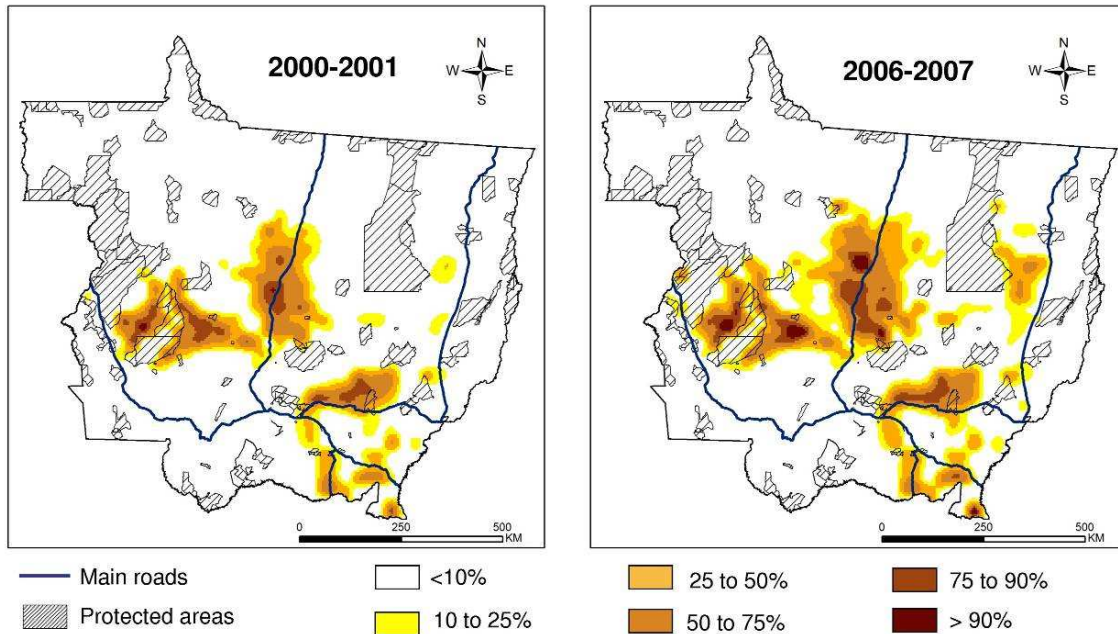 2000-2001
N
W E
S
0 250 500
KM
2006-2007
N
W E
S
0 250 500
KM
Main roads
Protected areas
<10%
10 to 25%
25 to 50%
50 to 75%
75 to 90%
> 90%